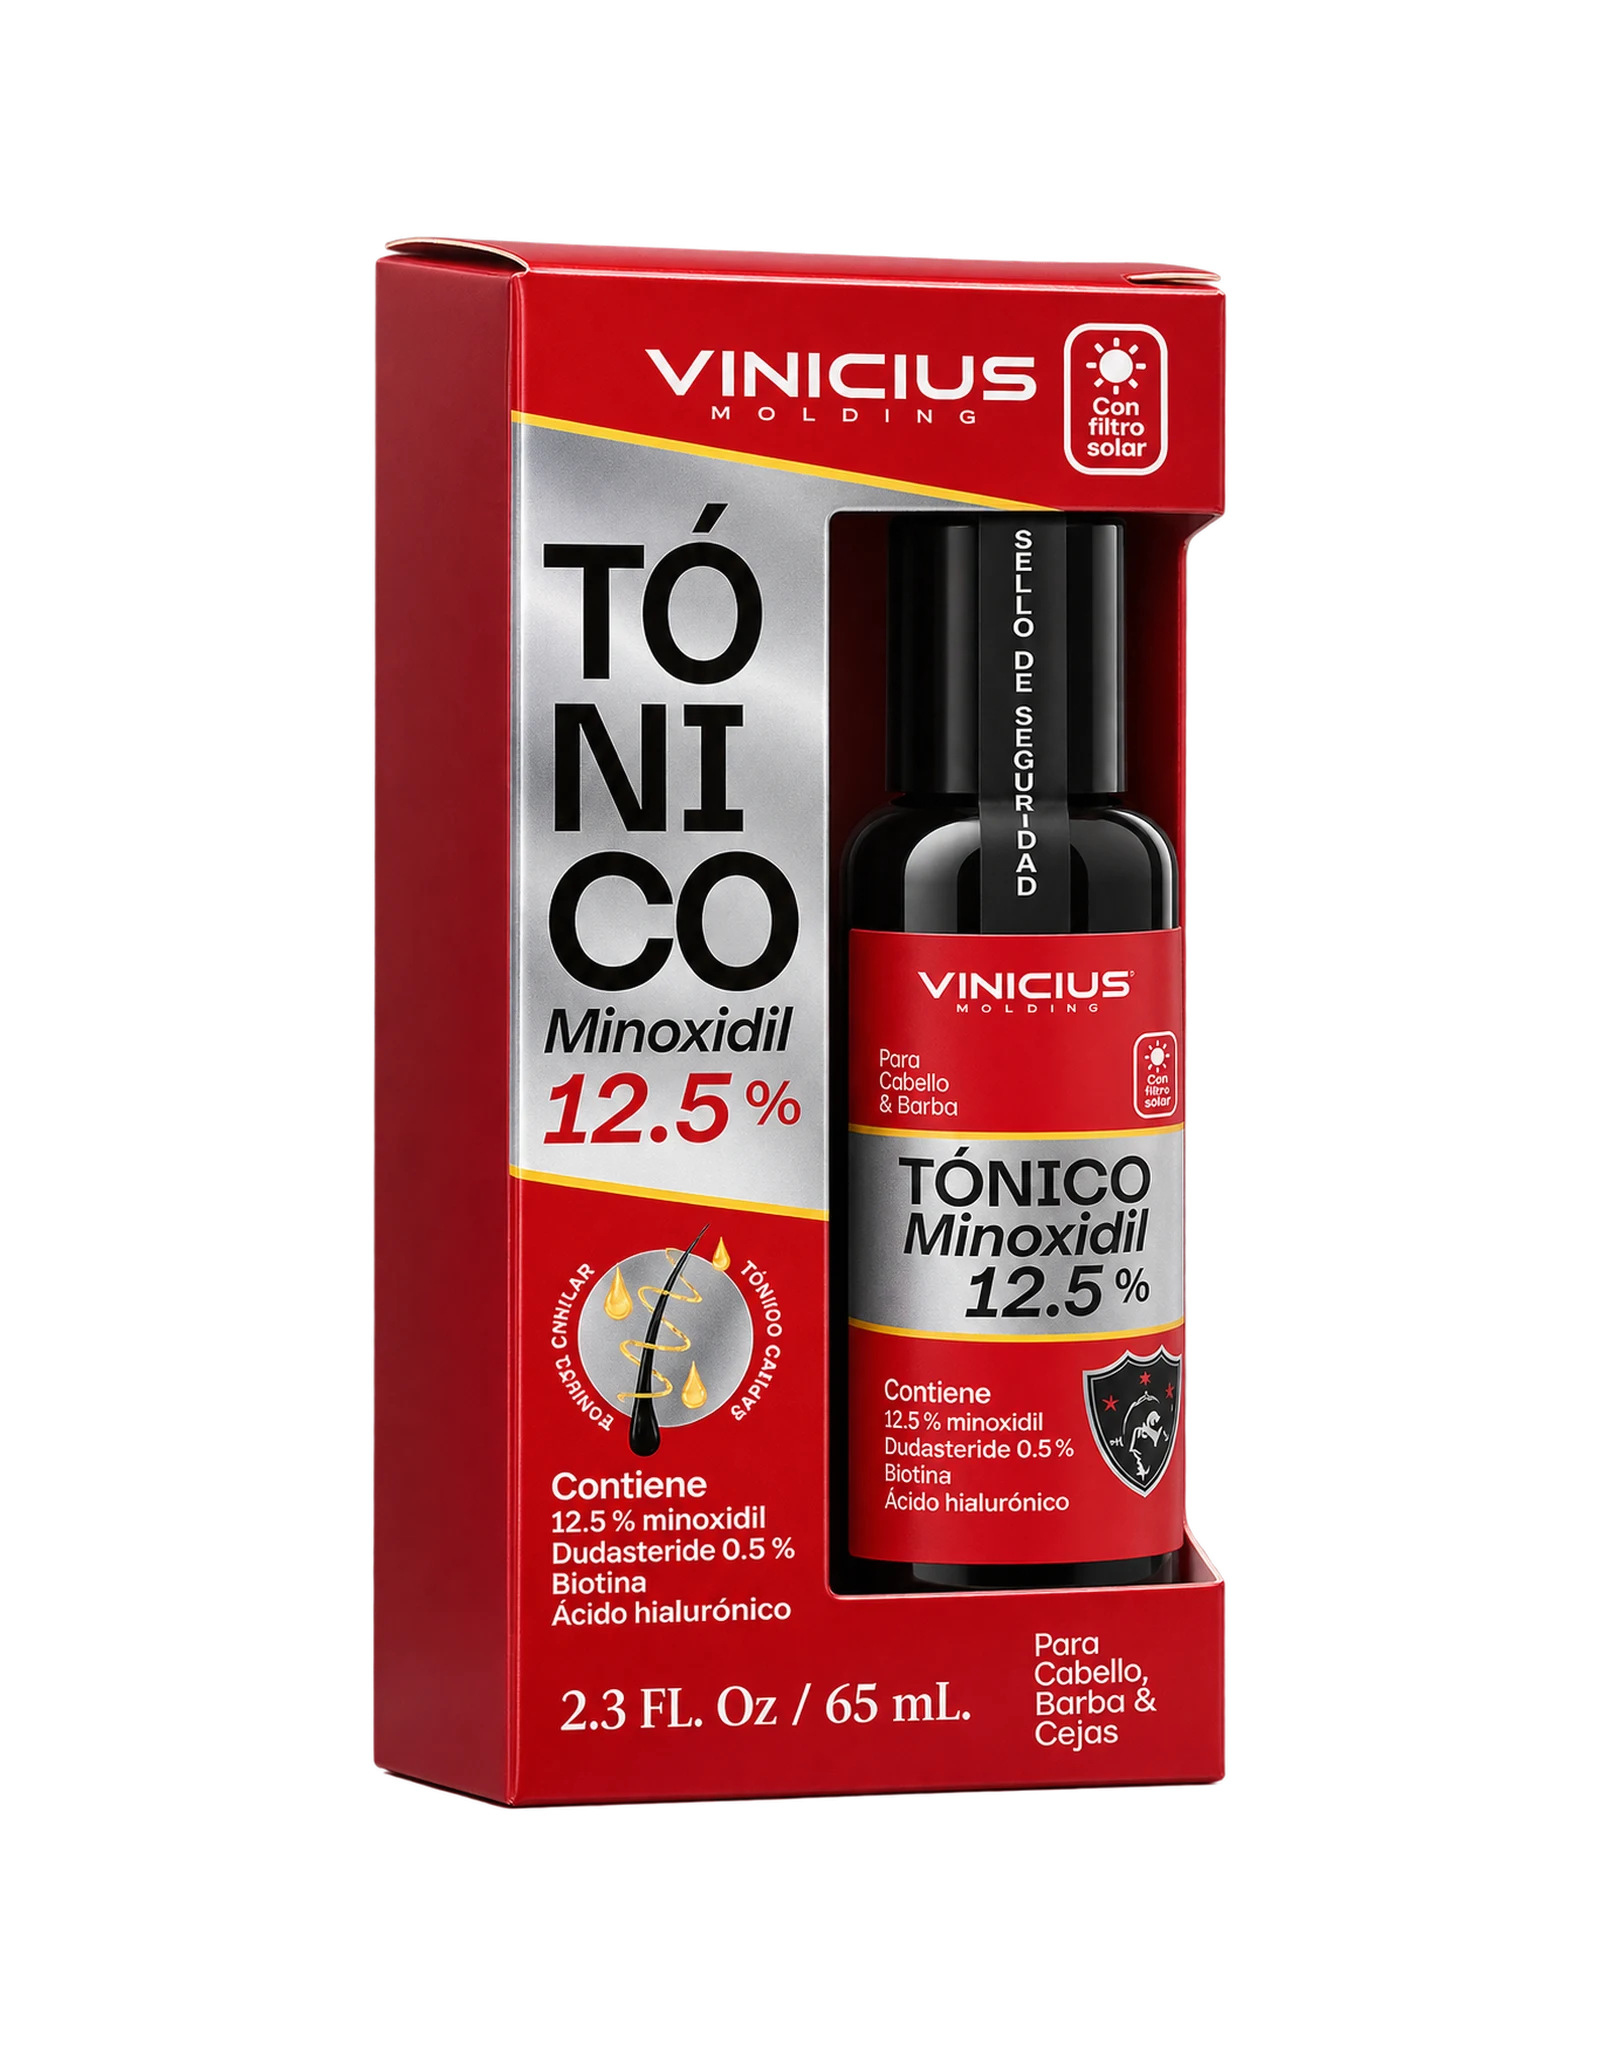 VINICIUS
MOLDING
Con
filtro
solar
TÓ
NI
CO
Minoxidil
12.5 %
TÓNIIOO CAIIPAS
Contiene
12.5 % minoxidil
Dudasteride 0.5 %
Biotina
Ácido hialurónico
2.3 FL. Oz / 65 mL.
Para
Cabello,
Barba &
Cejas
SELLO DE SEGURIDAD
VINICIUS
MOLDING
Para
Cabello
& Barba
Con
filtro
solar
TÓNICO
Minoxidil
12.5 %
Contiene
12.5 % minoxidil
Dudasteride 0.5 %
Biotina
Ácido hialurónico